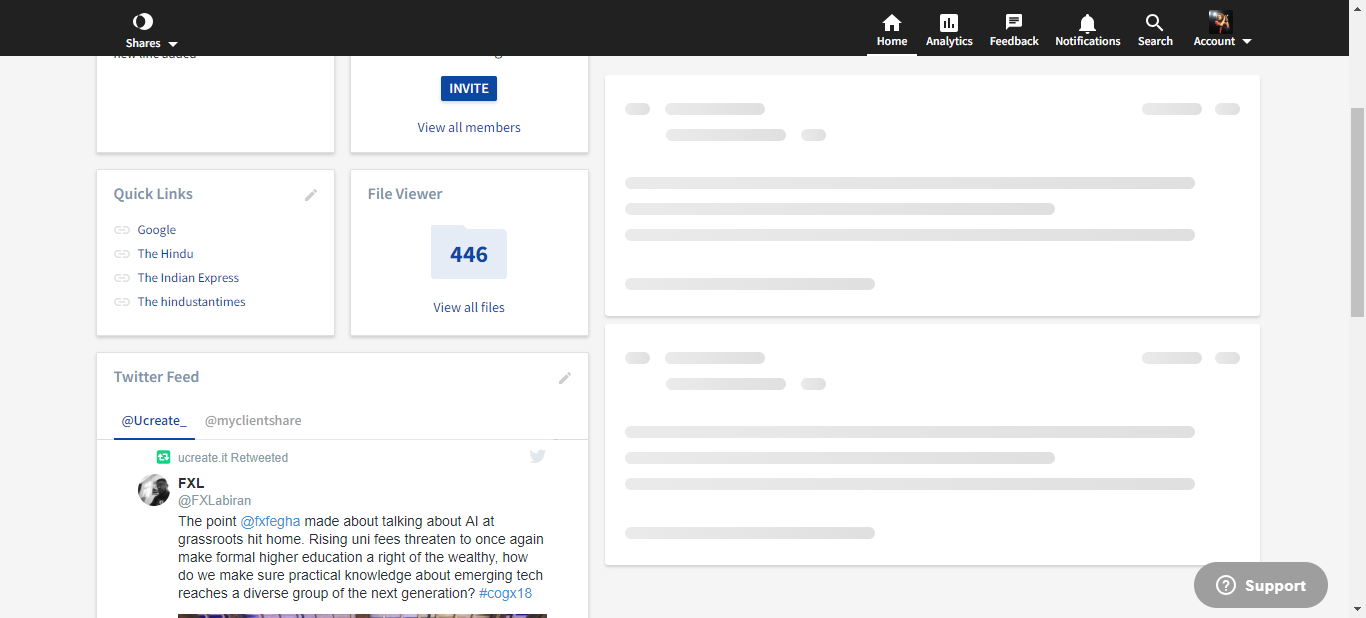 Shares
Home
Analytics
Feedback
Notifications
Search
Account
new line added
INVITE
View all members
Quick Links
Google
The Hindu
The Indian Express
The hindustantimes
File Viewer
446
View all files
Twitter Feed
@Ucreate_
@myclientshare
ucreate.it Retweeted
FXL
@FXLabiran
The point @fxfegha made about talking about AI at
grassroots hit home. Rising uni fees threaten to once again
make formal higher education a right of the wealthy, how
do we make sure practical knowledge about emerging tech
reaches a diverse group of the next generation? #cogx18
Support